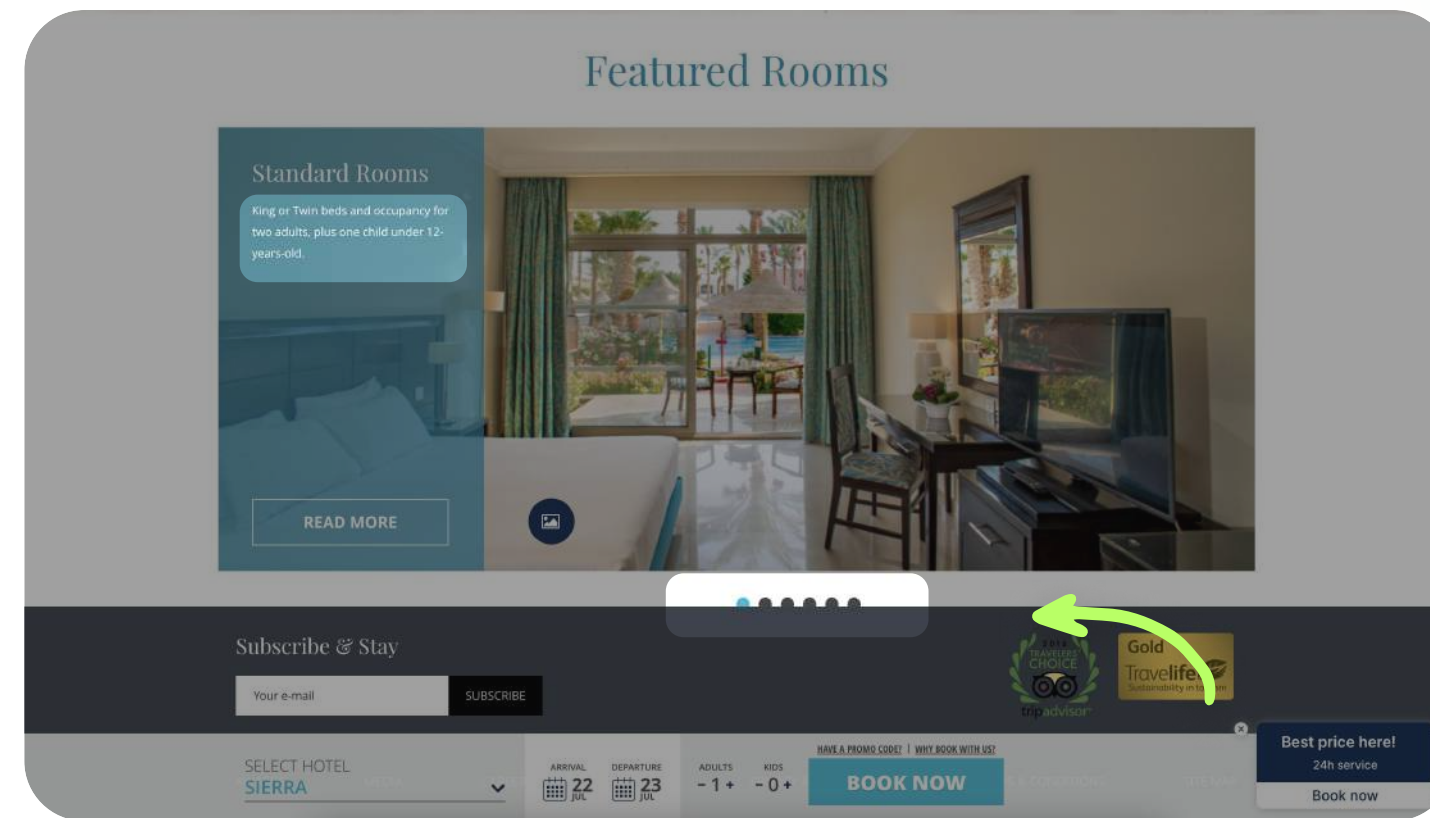 Featured Rooms
Standard Rooms
King or Twin beds and occupancy for
two adults, plus one child under 12-
years-old.
READ MORE
Subscribe & Stay
Your e-mail
SUBSCRIBE
TRAVELERS'
CHOICE
tripadvisor
Gold
Travelife
Sustainability in tourism
HAVE A PROMO CODE? | WHY BOOK WITH US?
SELECT HOTEL
SIERRA
ARRIVAL
22
JUL
DEPARTURE
23
JUL
ADULTS
- 1 +
KIDS
- 0 +
BOOK NOW
Best price here!
24h service
Book now